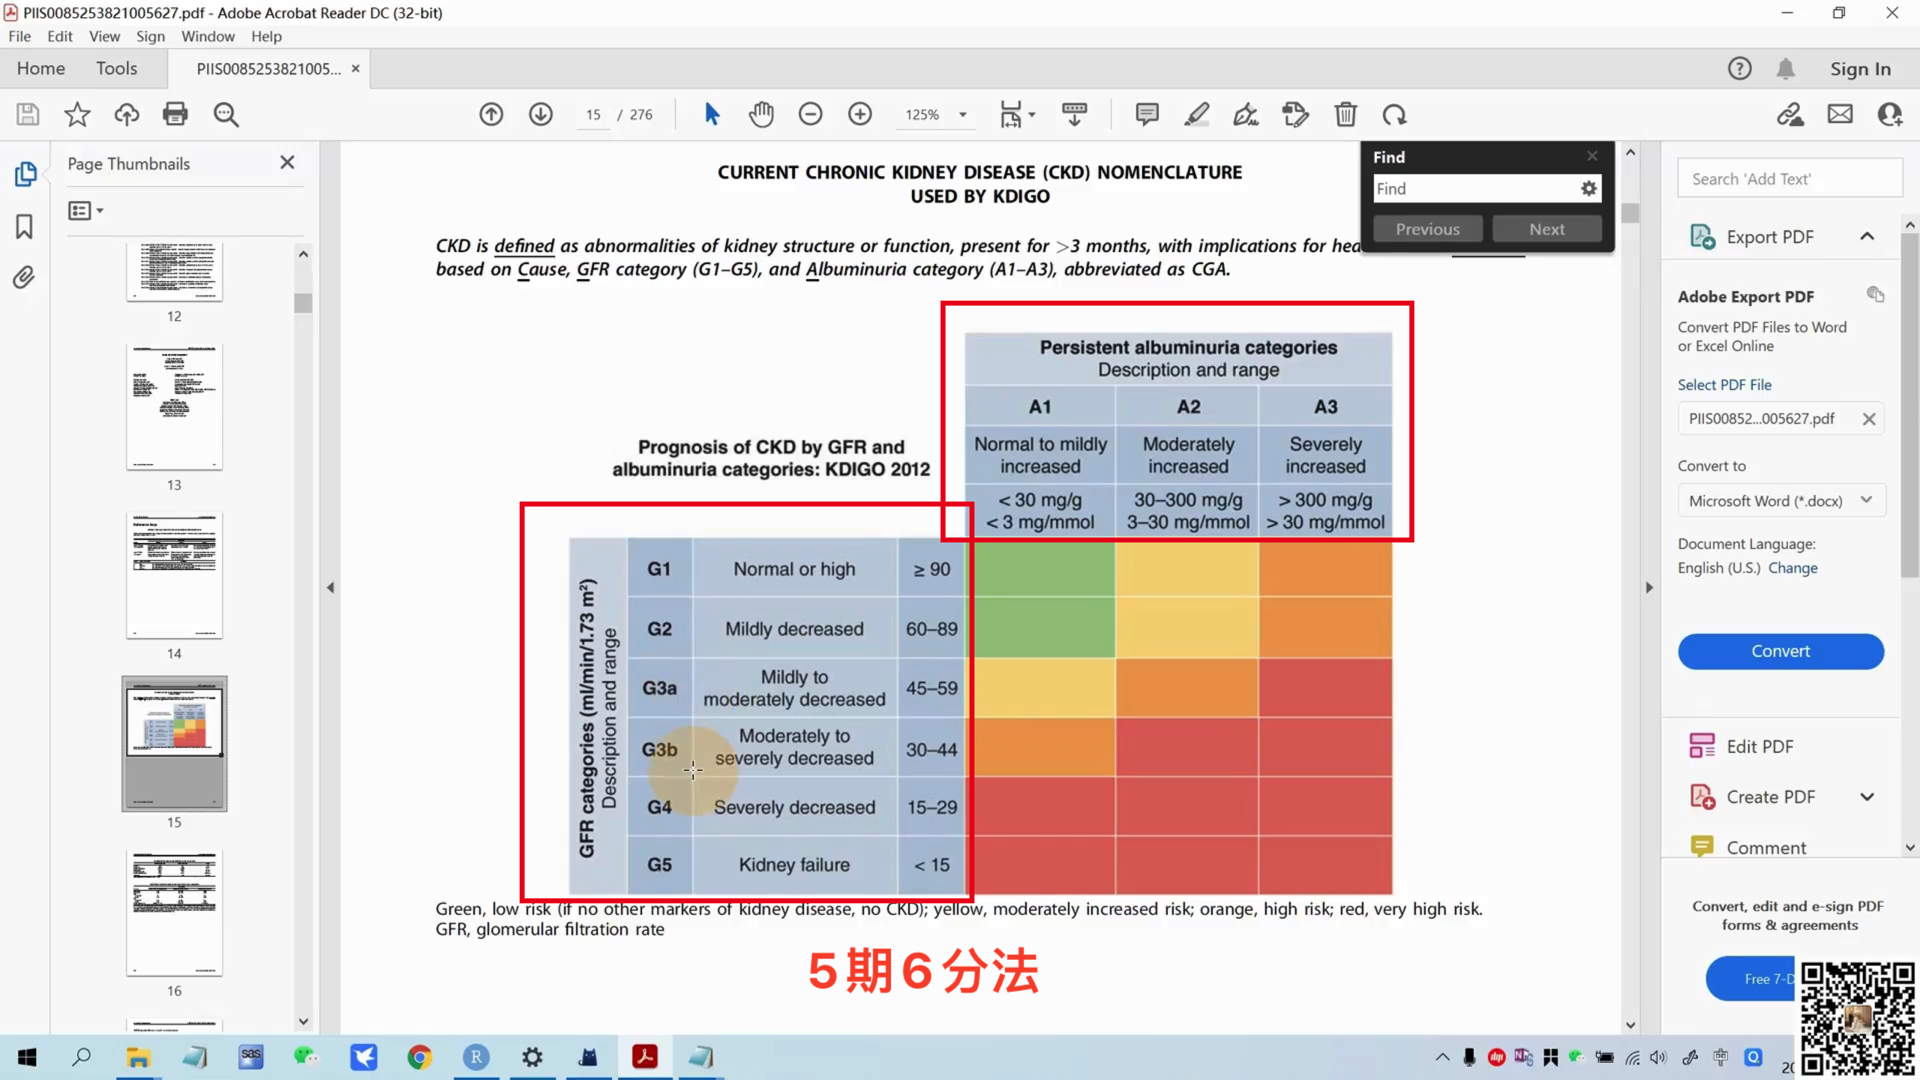 PIIS0085253821005627.pdf - Adobe Acrobat Reader DC (32-bit)
File Edit View Sign Window Help
Home Tools PIIS0085253821005... × Sign In
15 / 276 125%
Page Thumbnails
12
13
14
15
16
CURRENT CHRONIC KIDNEY DISEASE (CKD) NOMENCLATURE
USED BY KDIGO
CKD is defined as abnormalities of kidney structure or function, present for >3 months, with implications for hea
based on Cause, GFR category (G1–G5), and Albuminuria category (A1–A3), abbreviated as CGA.
Find
Find
Previous Next
Persistent albuminuria categories
Description and range
A1 A2 A3
Normal to mildly increased
Moderately increased
Severely increased
< 30 mg/g
< 3 mg/mmol
30–300 mg/g
3–30 mg/mmol
> 300 mg/g
> 30 mg/mmol
Prognosis of CKD by GFR and
albuminuria categories: KDIGO 2012
GFR categories (ml/min/1.73 m²)
Description and range
G1 Normal or high ≥ 90
G2 Mildly decreased 60–89
G3a Mildly to moderately decreased 45–59
G3b Moderately to severely decreased 30–44
G4 Severely decreased 15–29
G5 Kidney failure < 15
Green, low risk (if no other markers of kidney disease, no CKD); yellow, moderately increased risk; orange, high risk; red, very high risk.
GFR, glomerular filtration rate
5期6分法
Search 'Add Text'
Export PDF
Adobe Export PDF
Convert PDF Files to Word
or Excel Online
Select PDF File
PIIS00852...005627.pdf
Convert to
Microsoft Word (*.docx)
Document Language:
English (U.S.) Change
Convert
Edit PDF
Create PDF
Comment
Convert, edit and e-sign PDF
forms & agreements
Free 7-D
sas
R
中